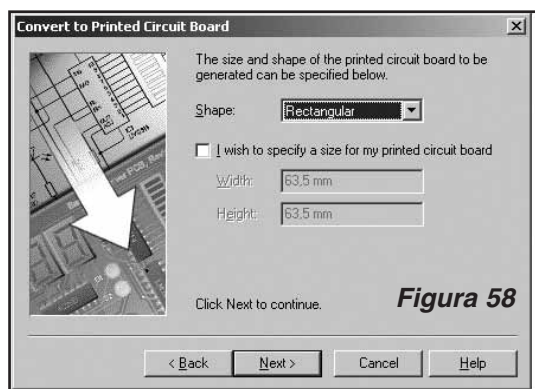 Convert to Printed Circuit Board
The size and shape of the printed circuit board to be
generated can be specified below.
Shape: Rectangular
I wish to specify a size for my printed circuit board
Width: 63,5 mm
Height: 63,5 mm
Click Next to continue.
Figura 58
< Back Next > Cancel Help